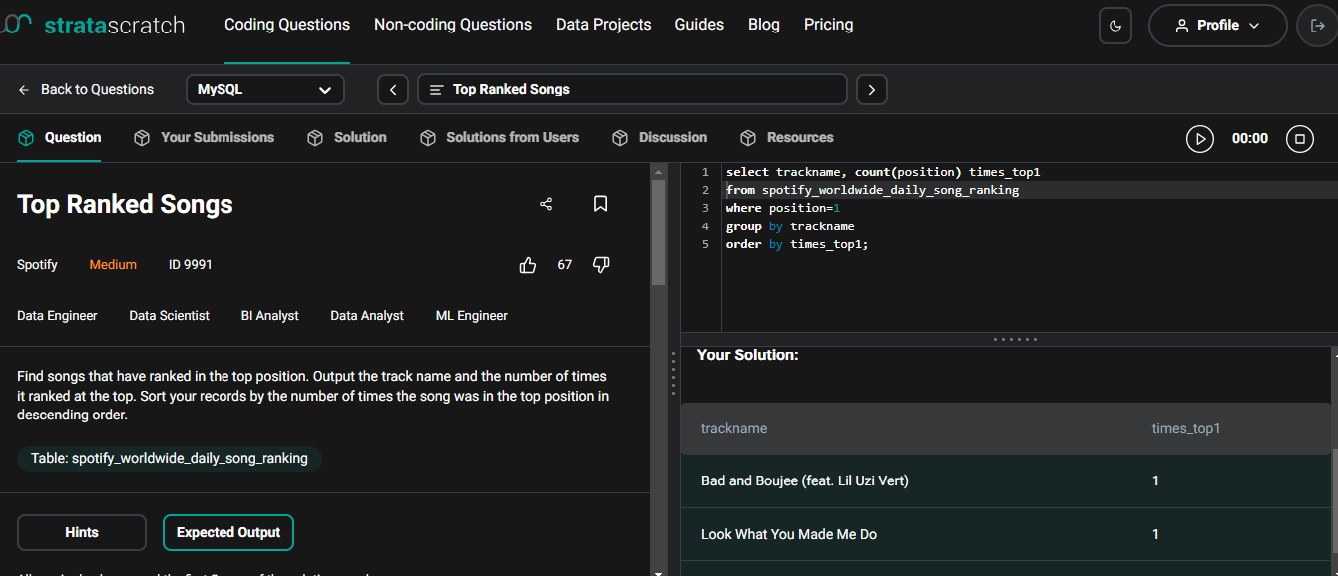 stratascratch
Coding Questions Non-coding Questions Data Projects Guides Blog Pricing
Profile
Back to Questions
MySQL
Top Ranked Songs
Question Your Submissions Solution Solutions from Users Discussion Resources
00:00
Top Ranked Songs
Spotify Medium ID 9991
67
Data Engineer Data Scientist BI Analyst Data Analyst ML Engineer
Find songs that have ranked in the top position. Output the track name and the number of times
it ranked at the top. Sort your records by the number of times the song was in the top position in
descending order.
Table: spotify_worldwide_daily_song_ranking
Hints Expected Output
1 select trackname, count(position) times_top1
2 from spotify_worldwide_daily_song_ranking
3 where position=1
4 group by trackname
5 order by times_top1;
Your Solution:
trackname times_top1
Bad and Boujee (feat. Lil Uzi Vert) 1
Look What You Made Me Do 1